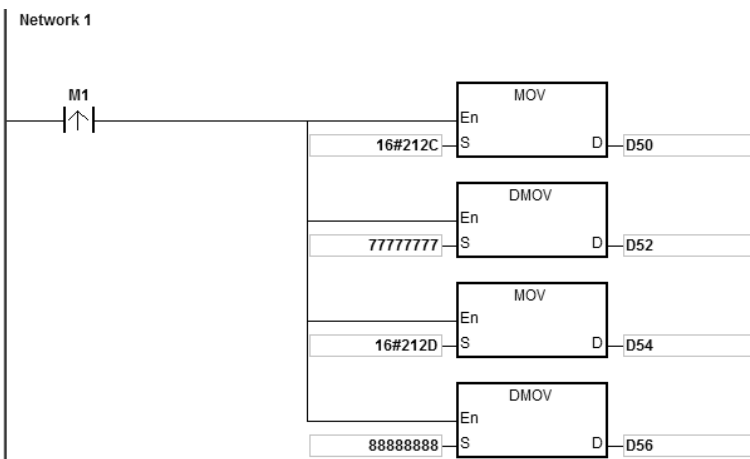 Network 1
M1
MOV
En
16#212C S D D50
DMOV
En
77777777 S D D52
MOV
En
16#212D S D D54
DMOV
En
88888888 S D D56